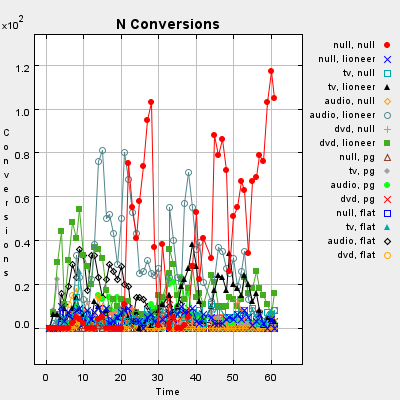 N Conversions
x10²
1.2
1.0
0.8
0.6
0.4
0.2
0.0
Conversions
0 10 20 30 40 50 60
Time
null, null
null, lioneer
tv, null
tv, lioneer
audio, null
audio, lioneer
dvd, null
dvd, lioneer
null, pg
tv, pg
audio, pg
dvd, pg
null, flat
tv, flat
audio, flat
dvd, flat